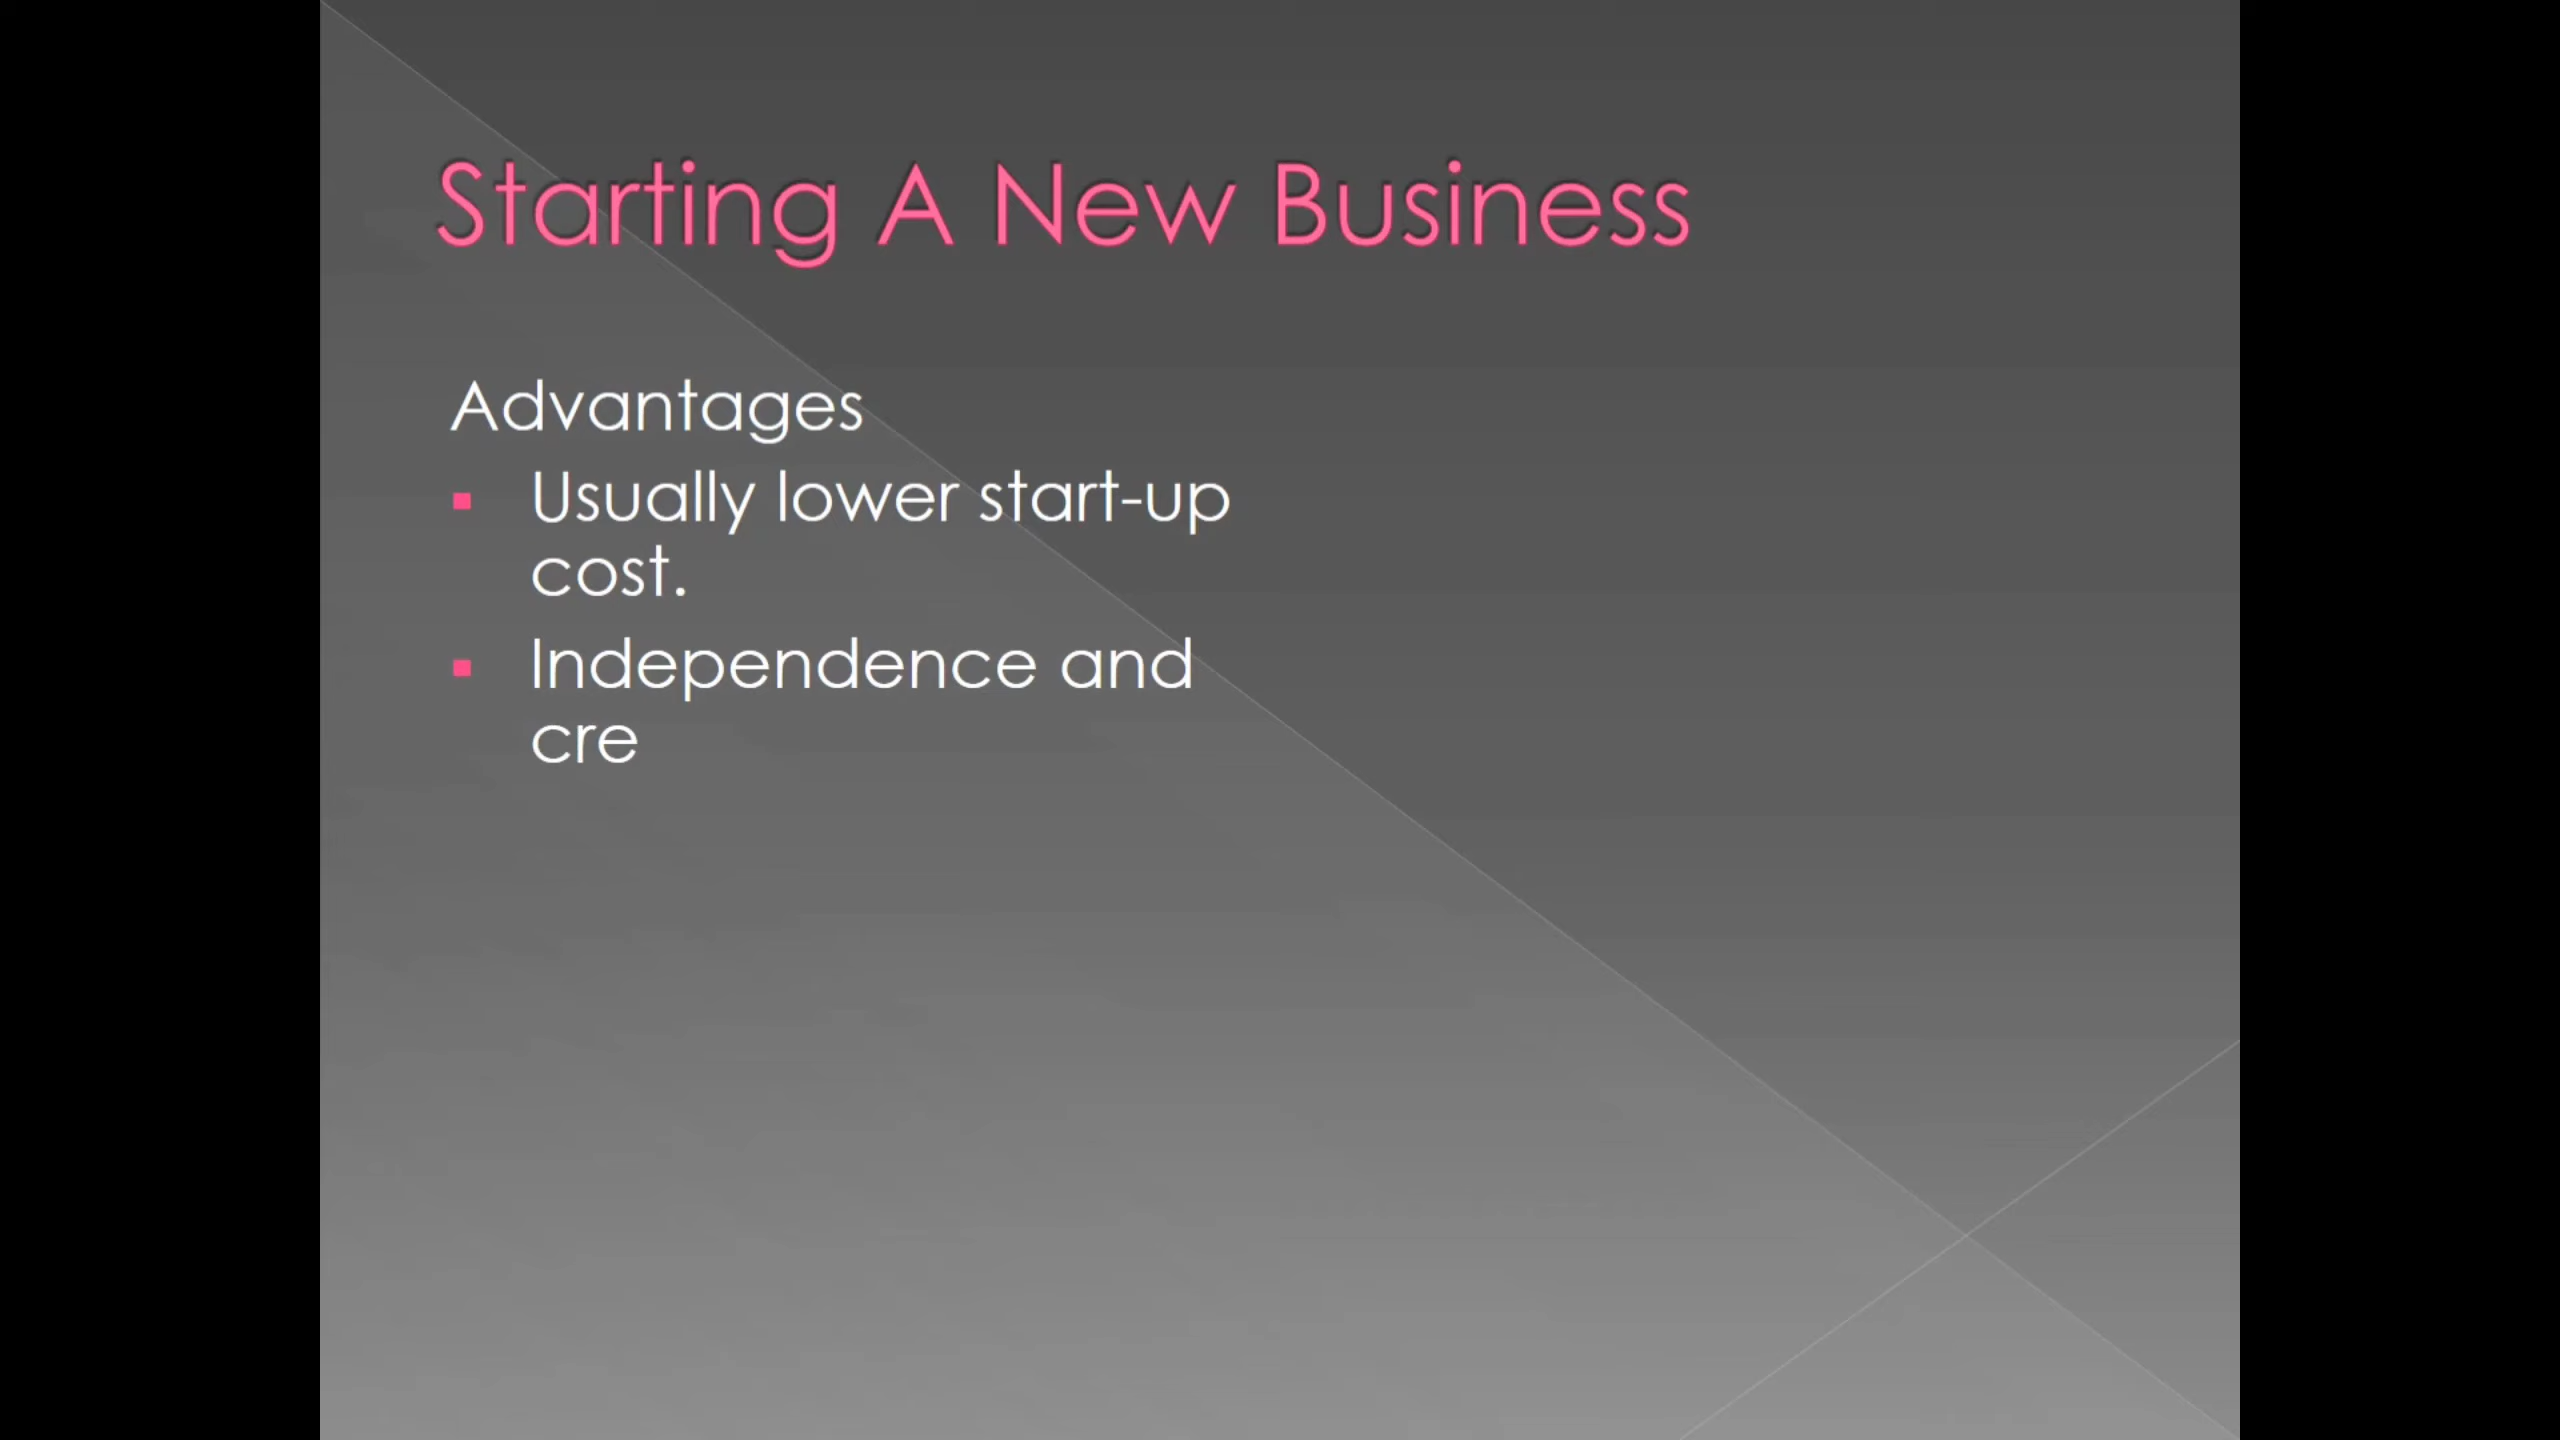 Starting A New Business
Advantages
Usually lower start-up
cost.
Independence and
cre